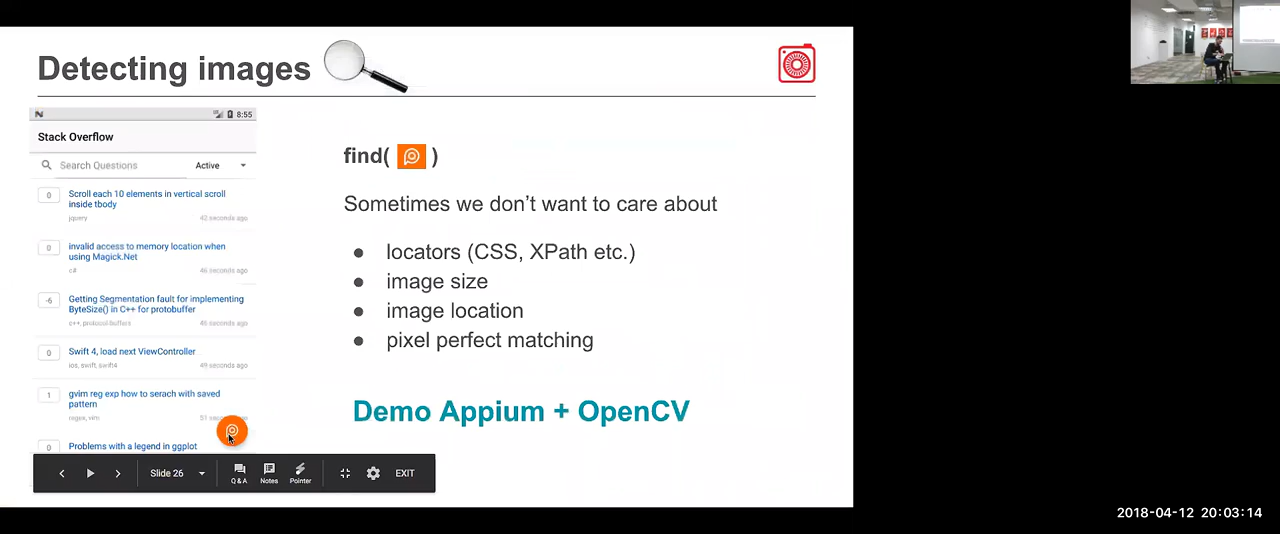 Detecting images
8:55
Stack Overflow
Search Questions
Active
0
Scroll each 10 elements in vertical scroll
inside tbody
jquery
42 seconds ago
0
invalid access to memory location when
using Magick.Net
c#
46 seconds ago
-6
Getting Segmentation fault for implementing
ByteSize() in C++ for protobuffer
c++, protocol-buffers
46 seconds ago
0
Swift 4, load next ViewController
ios, swift, swift4
49 seconds ago
1
gvim reg exp how to serach with saved
pattern
regex, vim
0
Problems with a legend in ggplot
find( )
Sometimes we don't want to care about
● locators (CSS, XPath etc.)
● image size
● image location
● pixel perfect matching
Demo Appium + OpenCV
Slide 26
Q & A
Notes
Pointer
EXIT
2018-04-12 20:03:14